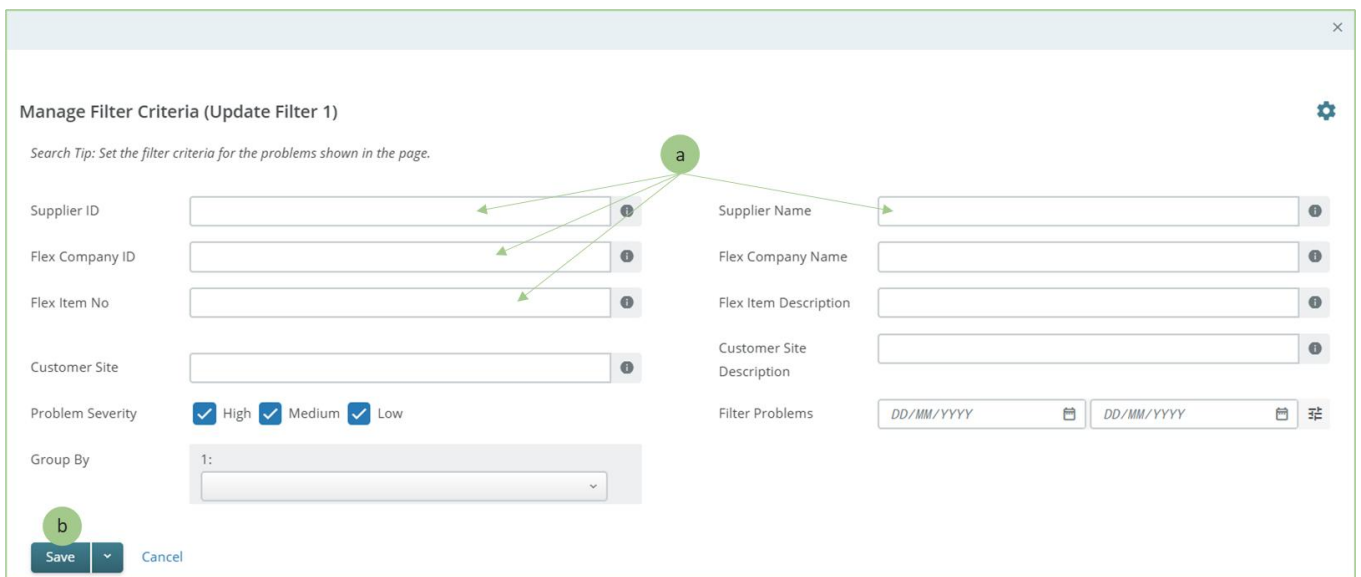 Manage Filter Criteria (Update Filter 1)
Search Tip: Set the filter criteria for the problems shown in the page.
a
Supplier ID
Supplier Name
Flex Company ID
Flex Company Name
Flex Item No
Flex Item Description
Customer Site
Customer Site
Description
Problem Severity
High Medium Low
Filter Problems
DD/MM/YYYY DD/MM/YYYY
Group By
1:
b
Save
Cancel